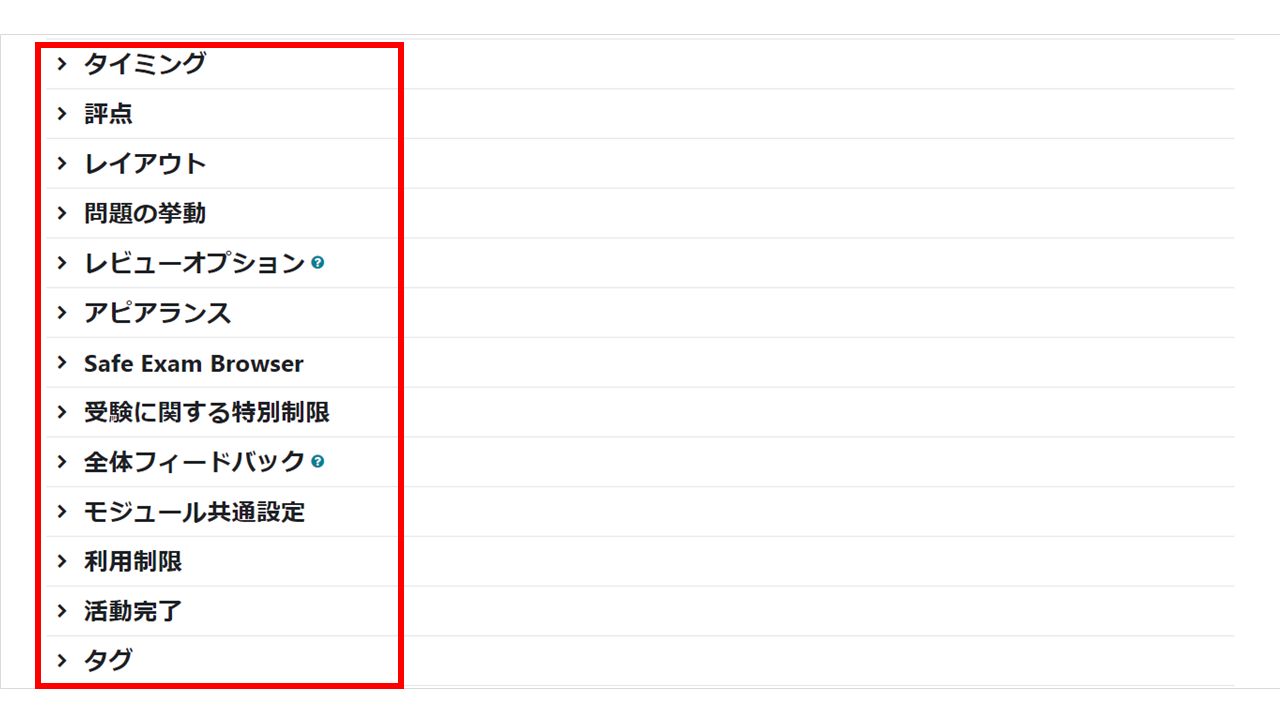 タイミング
評点
レイアウト
問題の挙動
レビューオプション
アピアランス
Safe Exam Browser
受験に関する特別制限
全体フィードバック
モジュール共通設定
利用制限
活動完了
タグ